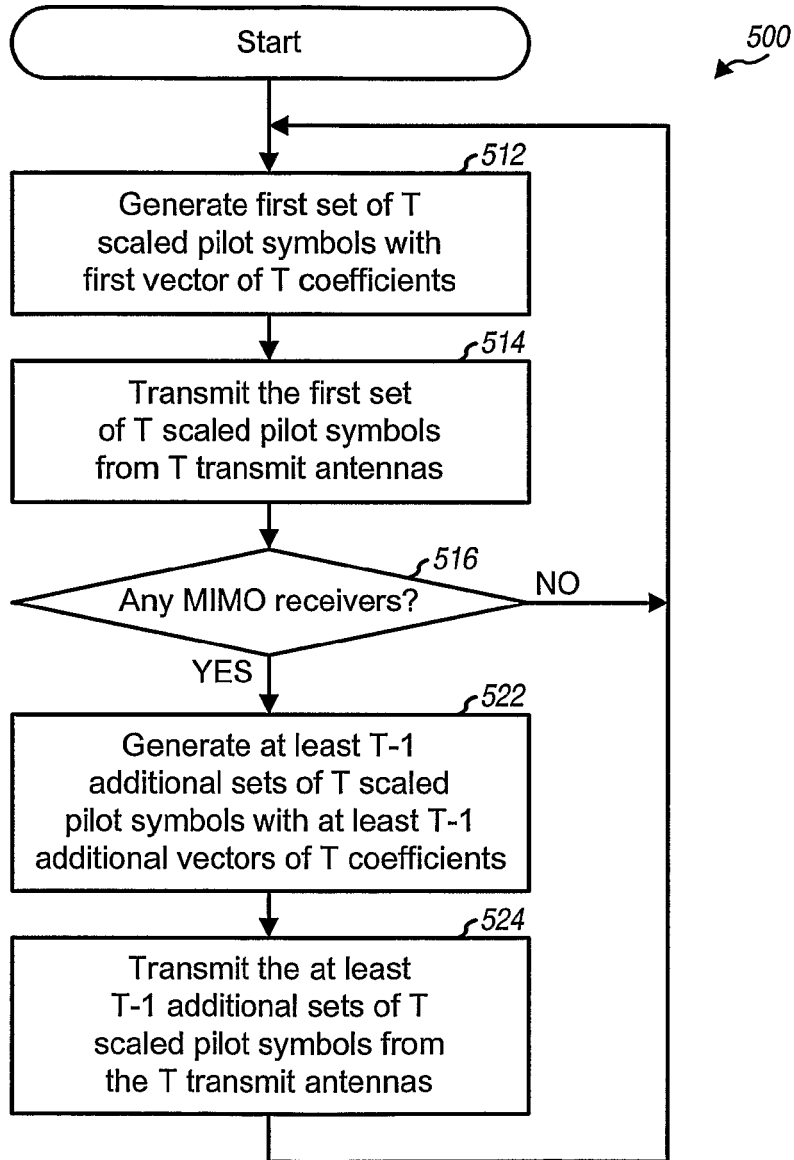 Start
500
512
Generate first set of T
scaled pilot symbols with
first vector of T coefficients
514
Transmit the first set
of T scaled pilot symbols
from T transmit antennas
516
Any MIMO receivers?
NO
YES
522
Generate at least T-1
additional sets of T scaled
pilot symbols with at least T-1
additional vectors of T coefficients
524
Transmit the at least
T-1 additional sets of T
scaled pilot symbols from
the T transmit antennas